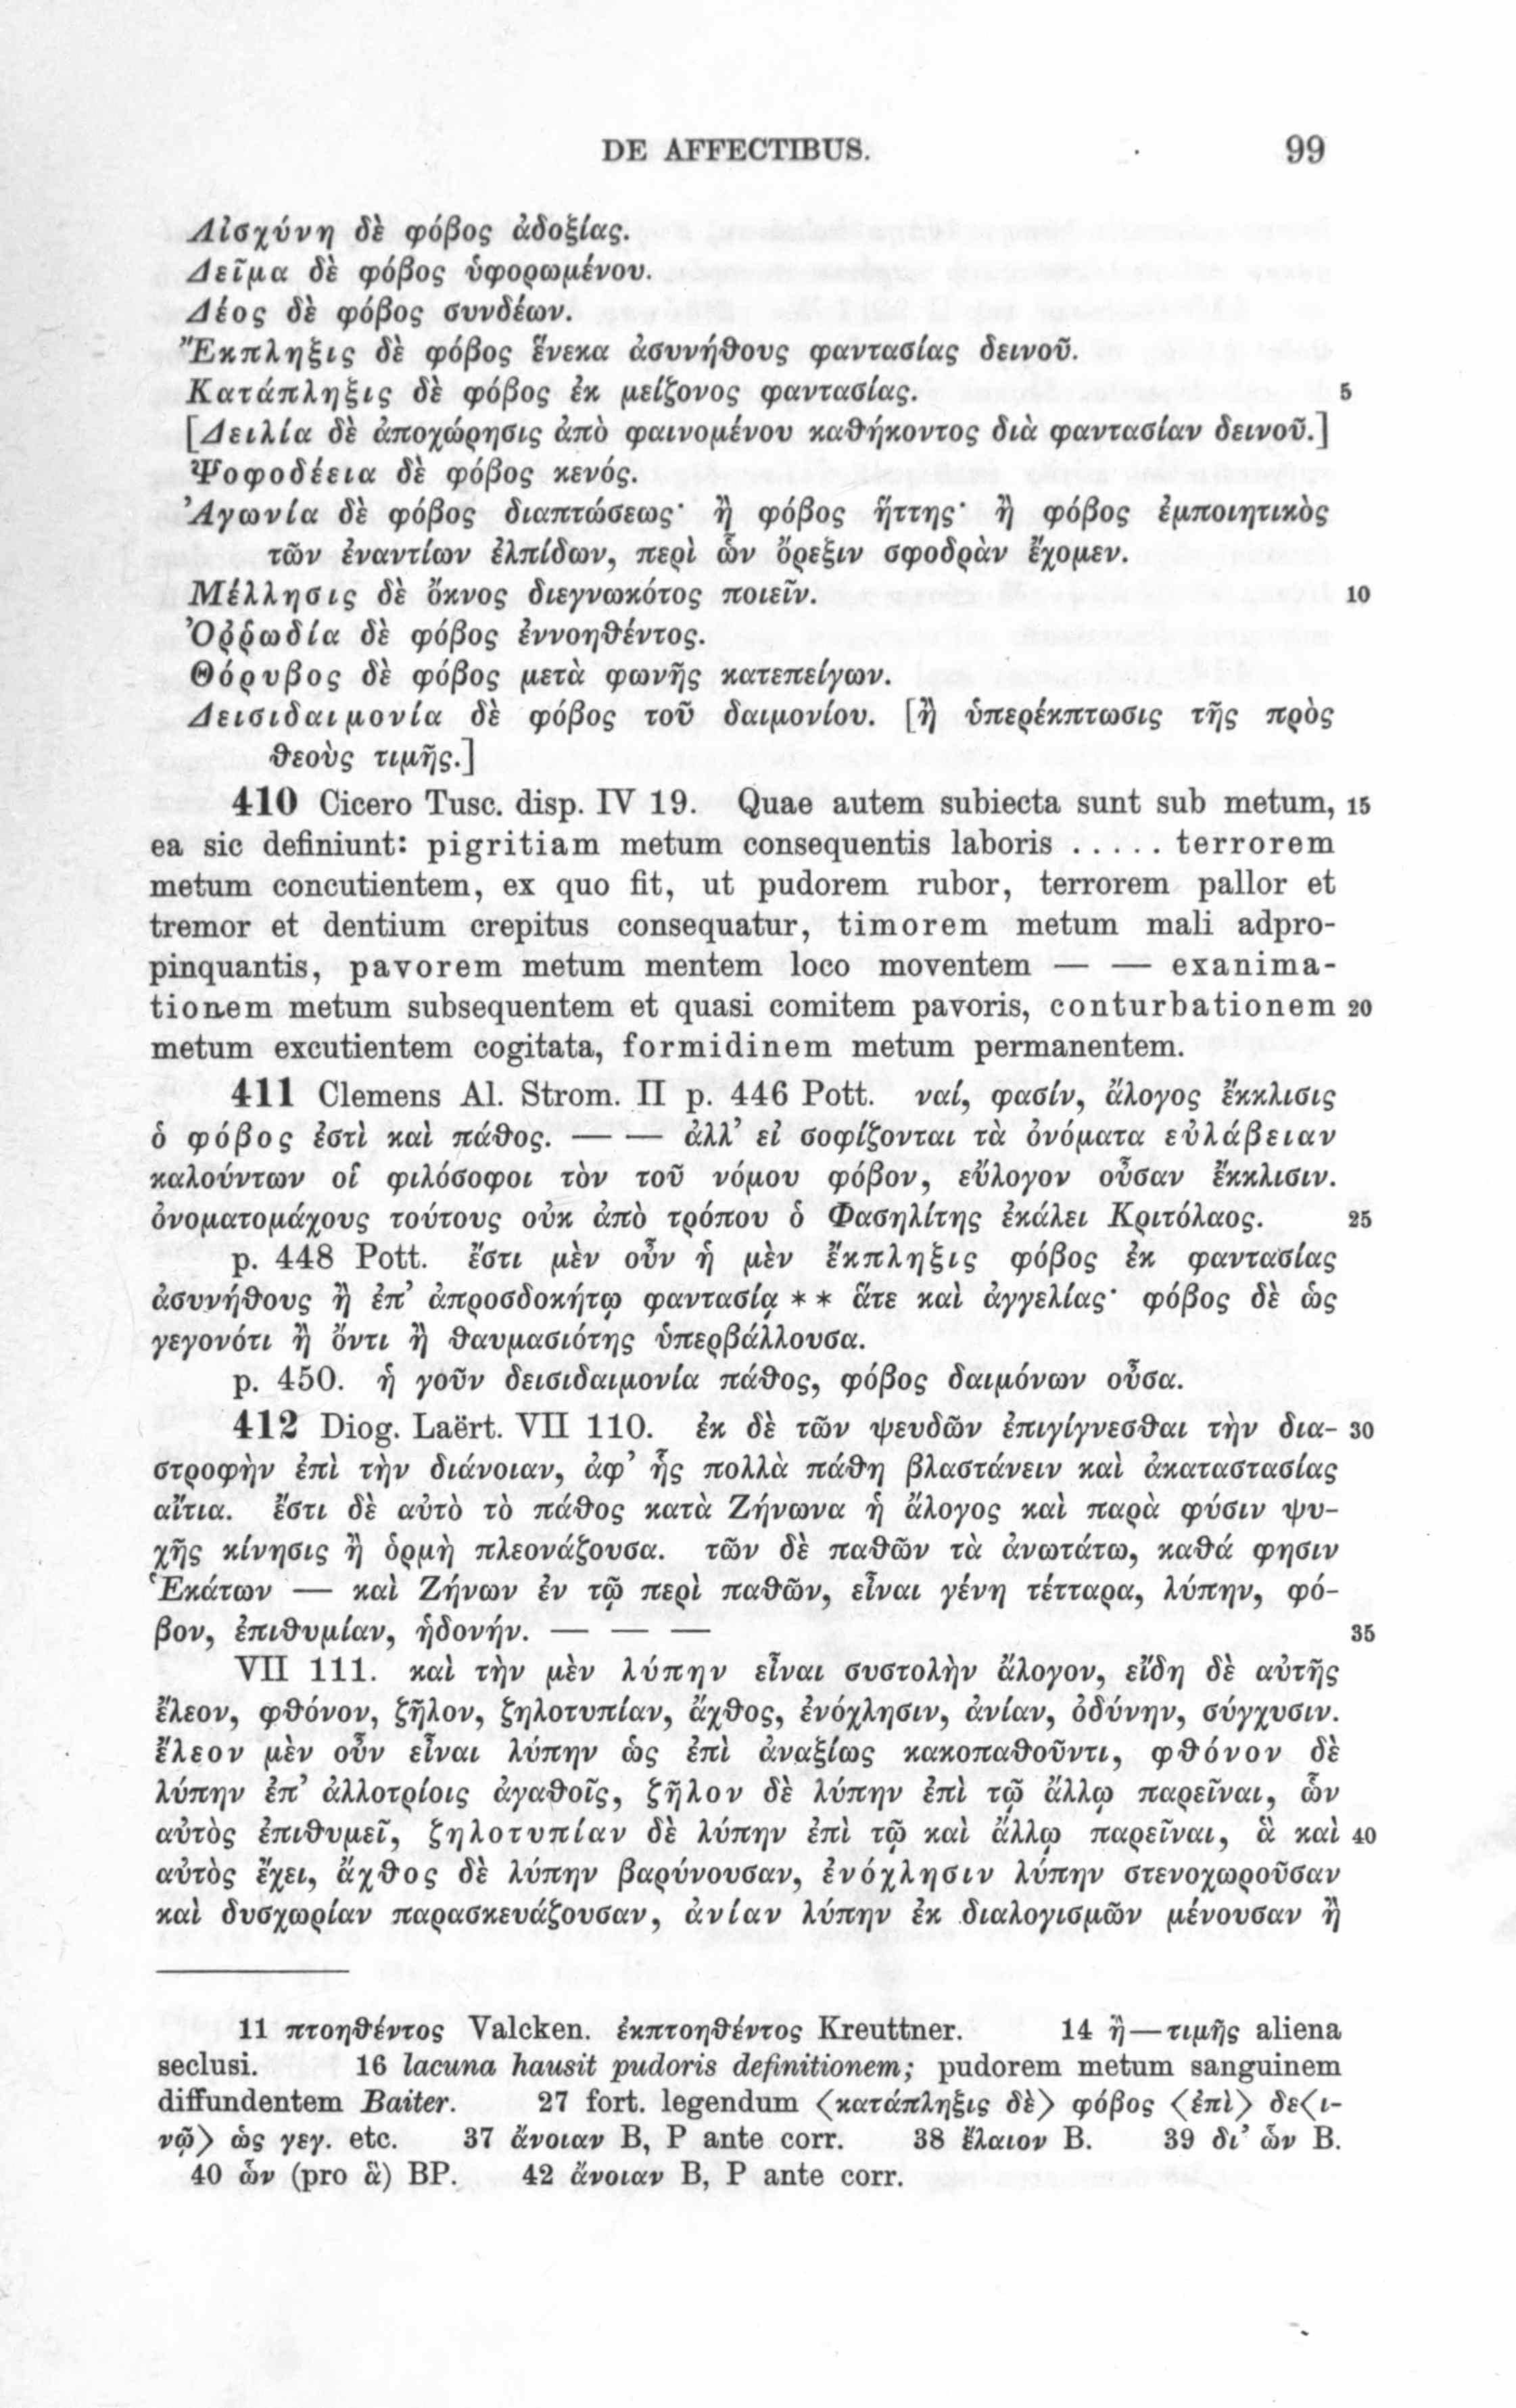 DE AFFECTIBUS. 99
Αἰσχύνη δὲ φόβος ἀδοξίας.
Δεῖμα δὲ φόβος ὑφορωμένου.
Δέος δὲ φόβος συνδέων.
Ἔκπληξις δὲ φόβος ἕνεκα ἀσυνήθους φαντασίας δεινοῦ.
Κατάπληξις δὲ φόβος ἐκ μείζονος φαντασίας. 5
[Δειλία δὲ ἀποχώρησις ἀπὸ φαινομένου καθήκοντος διὰ φαντασίαν δεινοῦ.]
Ψοφοδέεια δὲ φόβος κενός.
Ἀγωνία δὲ φόβος διαπτώσεως· ἢ φόβος ἥττης· ἢ φόβος ἐμποιητικὸς
τῶν ἐναντίων ἐλπίδων, περὶ ὧν ὄρεξιν σφοδρὰν ἔχομεν.
Μέλλησις δὲ ὄκνος διεγνωκότος ποιεῖν. 10
Ὀῤῥωδία δὲ φόβος ἐννοηθέντος.
Θόρυβος δὲ φόβος μετὰ φωνῆς κατεπείγων.
Δεισιδαιμονία δὲ φόβος τοῦ δαιμονίου. [ἢ ὑπερέκπτωσις τῆς πρὸς
θεοὺς τιμῆς.]
410 Cicero Tusc. disp. IV 19. Quae autem subiecta sunt sub metum, 15
ea sic definiunt: pigritiam metum consequentis laboris ..... terrorem
metum concutientem, ex quo fit, ut pudorem rubor, terrorem pallor et
tremor et dentium crepitus consequatur, timorem metum mali adpro-
pinquantis, pavorem metum mentem loco moventem — — exanima-
tionem metum subsequentem et quasi comitem pavoris, conturbationem 20
metum excutientem cogitata, formidinem metum permanentem.
411 Clemens Al. Strom. II p. 446 Pott. ναί, φασίν, ἄλογος ἔκκλισις
ὁ φόβος ἐστὶ καὶ πάθος. — — ἀλλ’ εἰ σοφίζονται τὰ ὀνόματα εὐλάβειαν
καλούντων οἱ φιλόσοφοι τὸν τοῦ νόμου φόβον, εὔλογον οὖσαν ἔκκλισιν.
ὀνοματομάχους τούτους οὐκ ἀπὸ τρόπου ὁ Φασηλίτης ἐκάλει Κριτόλαος. 25
p. 448 Pott. ἔστι μὲν οὖν ἡ μὲν ἔκπληξις φόβος ἐκ φαντασίας
ἀσυνήθους ἢ ἐπ’ ἀπροσδοκήτῳ φαντασίᾳ ** ἅτε καὶ ἀγγελίας· φόβος δὲ ὡς
γεγονότι ἢ ὄντι ἢ θαυμασιότης ὑπερβάλλουσα.
p. 450. ἡ γοῦν δεισιδαιμονία πάθος, φόβος δαιμόνων οὖσα.
412 Diog. Laërt. VII 110. ἐκ δὲ τῶν ψευδῶν ἐπιγίγνεσθαι τὴν δια- 30
στροφὴν ἐπὶ τὴν διάνοιαν, ἀφ’ ἧς πολλὰ πάθη βλαστάνειν καὶ ἀκαταστασίας
αἴτια. ἔστι δὲ αὐτὸ τὸ πάθος κατὰ Ζήνωνα ἡ ἄλογος καὶ παρὰ φύσιν ψυ-
χῆς κίνησις ἢ ὁρμὴ πλεονάζουσα. τῶν δὲ παθῶν τὰ ἀνωτάτω, καθά φησιν
Ἑκάτων — καὶ Ζήνων ἐν τῷ περὶ παθῶν, εἶναι γένη τέτταρα, λύπην, φό-
βον, ἐπιθυμίαν, ἡδονήν. — — — 35
VII 111. καὶ τὴν μὲν λύπην εἶναι συστολὴν ἄλογον, εἴδη δὲ αὐτῆς
ἔλεον, φθόνον, ζῆλον, ζηλοτυπίαν, ἄχθος, ἐνόχλησιν, ἀνίαν, ὀδύνην, σύγχυσιν.
ἔλεον μὲν οὖν εἶναι λύπην ὡς ἐπὶ ἀναξίως κακοπαθοῦντι, φθόνον δὲ
λύπην ἐπ’ ἀλλοτρίοις ἀγαθοῖς, ζῆλον δὲ λύπην ἐπὶ τῷ ἄλλῳ παρεῖναι, ὧν
αὐτὸς ἐπιθυμεῖ, ζηλοτυπίαν δὲ λύπην ἐπὶ τῷ καὶ ἄλλῳ παρεῖναι, ἃ καὶ 40
αὐτὸς ἔχει, ἄχθος δὲ λύπην βαρύνουσαν, ἐνόχλησιν λύπην στενοχωροῦσαν
καὶ δυσχωρίαν παρασκευάζουσαν, ἀνίαν λύπην ἐκ διαλογισμῶν μένουσαν ἢ
11 πτοηθέντος Valcken. ἐκπτοηθέντος Kreuttner. 14 ἢ—τιμῆς aliena
seclusi. 16 lacuna hausit pudoris definitionem; pudorem metum sanguinem
diffundentem Baiter. 27 fort. legendum ⟨κατάπληξις δὲ⟩ φόβος ⟨ἐπὶ⟩ δε⟨ι-
νῷ⟩ ὡς γεγ. etc. 37 ἄνοιαν B, P ante corr. 38 ἔλαιον B. 39 δι’ ὧν B.
40 ὧν (pro ἃ) BP. 42 ἄνοιαν B, P ante corr.